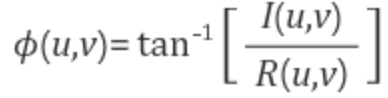 ϕ(u,v)= tan⁻¹ [ I(u,v) / R(u,v) ]